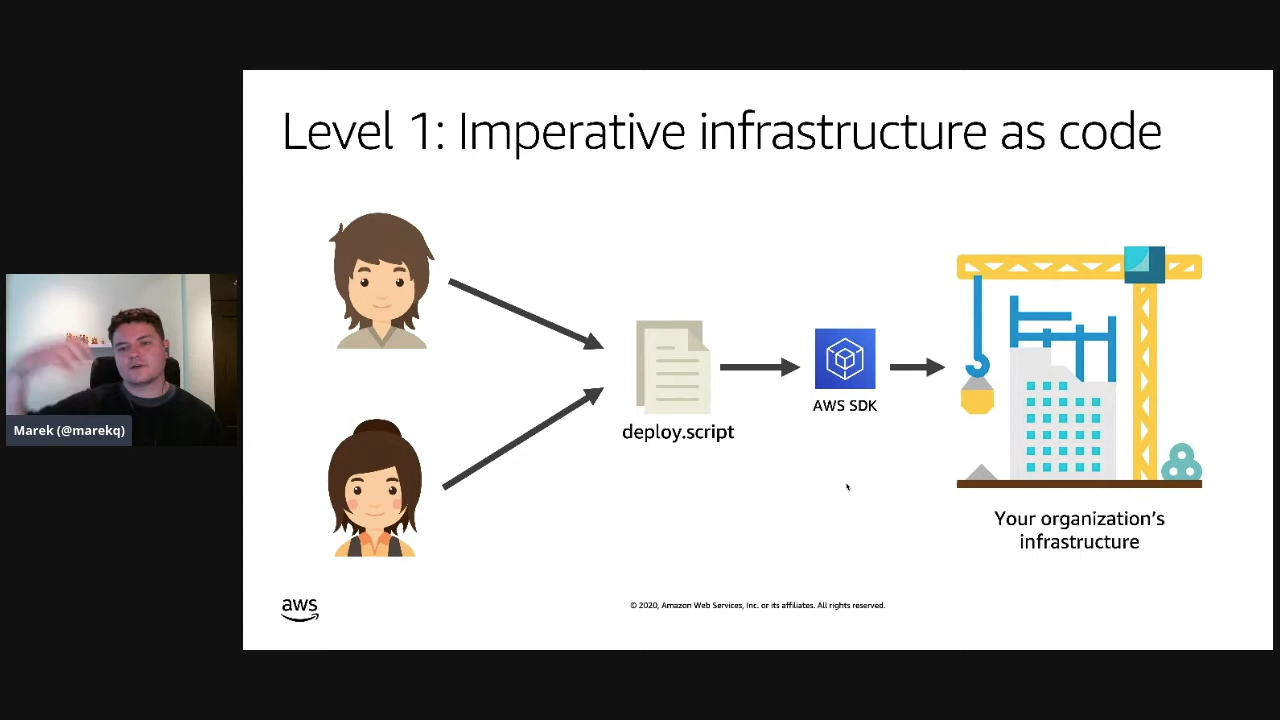 Level 1: Imperative infrastructure as code
Marek (@marekq)
deploy.script
AWS SDK
Your organization's
infrastructure
aws
© 2020, Amazon Web Services, Inc. or its affiliates. All rights reserved.